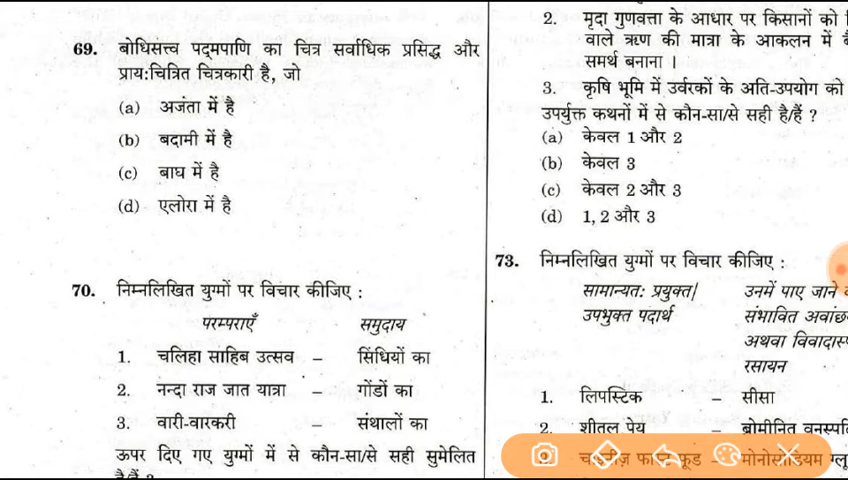 69. बोधिसत्त्व पद्मपाणि का चित्र सर्वाधिक प्रसिद्ध और
प्राय:चित्रित चित्रकारी है, जो
(a) अजंता में है
(b) बदामी में है
(c) बाघ में है
(d) एलोरा में है
70. निम्नलिखित युग्मों पर विचार कीजिए :
परम्पराएँ समुदाय
1. चलिहा साहिब उत्सव – सिंधियों का
2. नन्दा राज जात यात्रा – गोंडों का
3. वारी-वारकरी – संथालों का
ऊपर दिए गए युग्मों में से कौन-सा/से सही सुमेलित
2. मृदा गुणवत्ता के आधार पर किसानों को
वाले ऋण की मात्रा के आकलन में
समर्थ बनाना
3. कृषि भूमि में उर्वरकों के अति-उपयोग को
उपर्युक्त कथनों में से कौन-सा/से सही है/हैं ?
(a) केवल 1 और 2
(b) केवल 3
(c) केवल 2 और 3
(d) 1, 2 और 3
73. निम्नलिखित युग्मों पर विचार कीजिए :
सामान्यत: प्रयुक्त/ उनमें पाए जाने
उपभुक्त पदार्थ संभावित
अथवा
रसायन
1. लिपस्टिक – सीसा
2. शीतल पेय – ब्रोमीनित